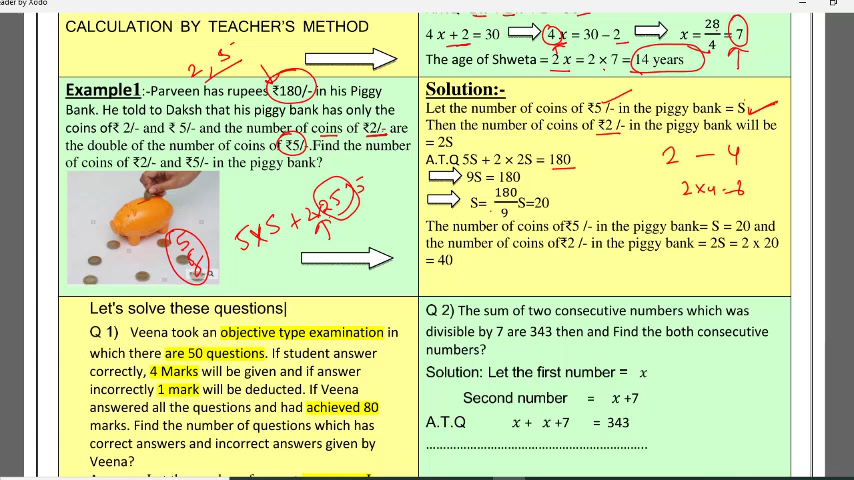 eader by Xodo
CALCULATION BY TEACHER'S METHOD
4 x + 2 = 30 4 x = 30 − 2 x = 28/4 = 7
The age of Shweta = 2 x = 2 × 7 = 14 years
2, 5
Example1:-Parveen has rupees ₹180/- in his Piggy
Bank. He told to Daksh that his piggy bank has only the
coins of₹ 2/- and ₹ 5/- and the number of coins of ₹2/- are
the double of the number of coins of ₹5/-.Find the number
of coins of ₹2/- and ₹5/- in the piggy bank?
Solution:-
Let the number of coins of ₹5 /- in the piggy bank = S
Then the number of coins of ₹2 /- in the piggy bank will be
= 2S
A.T.Q 5S + 2 × 2S = 180
9S = 180
S= 180/9 S=20
2 − 4
The number of coins of₹5 /- in the piggy bank= S = 20 and
the number of coins of₹2 /- in the piggy bank = 2S = 2 x 20
= 40
Let's solve these questions
Q 1) Veena took an objective type examination in
which there are 50 questions. If student answer
correctly, 4 Marks will be given and if answer
incorrectly 1 mark will be deducted. If Veena
answered all the questions and had achieved 80
marks. Find the number of questions which has
correct answers and incorrect answers given by
Veena?
Q 2) The sum of two consecutive numbers which was
divisible by 7 are 343 then and Find the both consecutive
numbers?
Solution: Let the first number = x
Second number = x +7
A.T.Q x + x +7 = 343